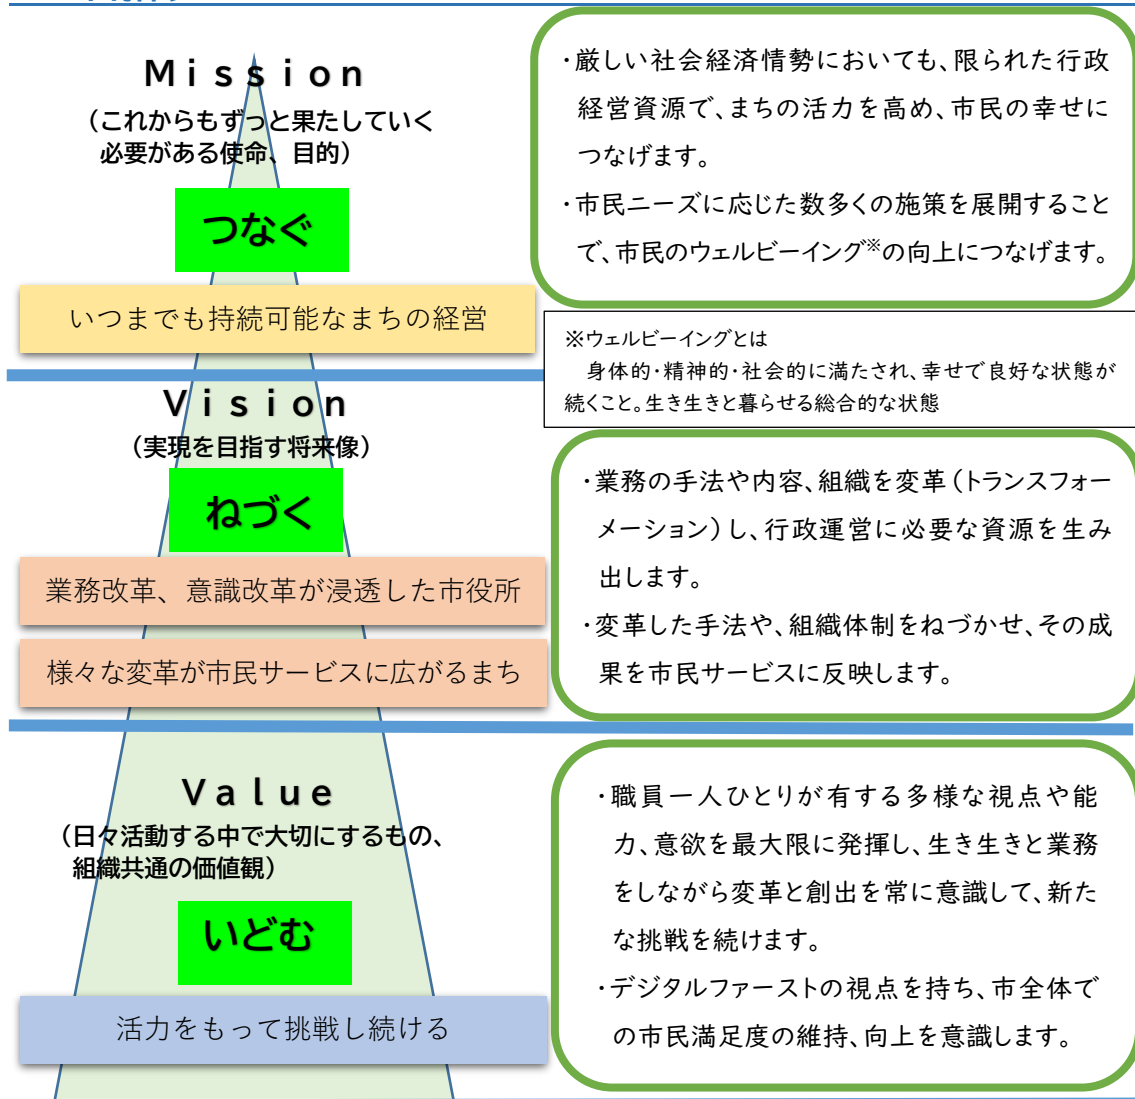 Ｍｉｓｓｉｏｎ
（これからもずっと果たしていく
必要がある使命、目的）
つなぐ
いつまでも持続可能なまちの経営
・厳しい社会経済情勢においても、限られた行政
経営資源で、まちの活力を高め、市民の幸せに
つなげます。
・市民ニーズに応じた数多くの施策を展開すること
で、市民のウェルビーイング※の向上につなげます。
※ウェルビーイングとは
身体的・精神的・社会的に満たされ、幸せで良好な状態が
続くこと。生き生きと暮らせる総合的な状態
Ｖｉｓｉｏｎ
（実現を目指す将来像）
ねづく
業務改革、意識改革が浸透した市役所
様々な変革が市民サービスに広がるまち
・業務の手法や内容、組織を変革（トランスフォー
メーション）し、行政運営に必要な資源を生み
出します。
・変革した手法や、組織体制をねづかせ、その成
果を市民サービスに反映します。
Ｖａｌｕｅ
（日々活動する中で大切にするもの、
組織共通の価値観）
いどむ
活力をもって挑戦し続ける
・職員一人ひとりが有する多様な視点や能
力、意欲を最大限に発揮し、生き生きと業務
をしながら変革と創出を常に意識して、新た
な挑戦を続けます。
・デジタルファーストの視点を持ち、市全体で
の市民満足度の維持、向上を意識します。